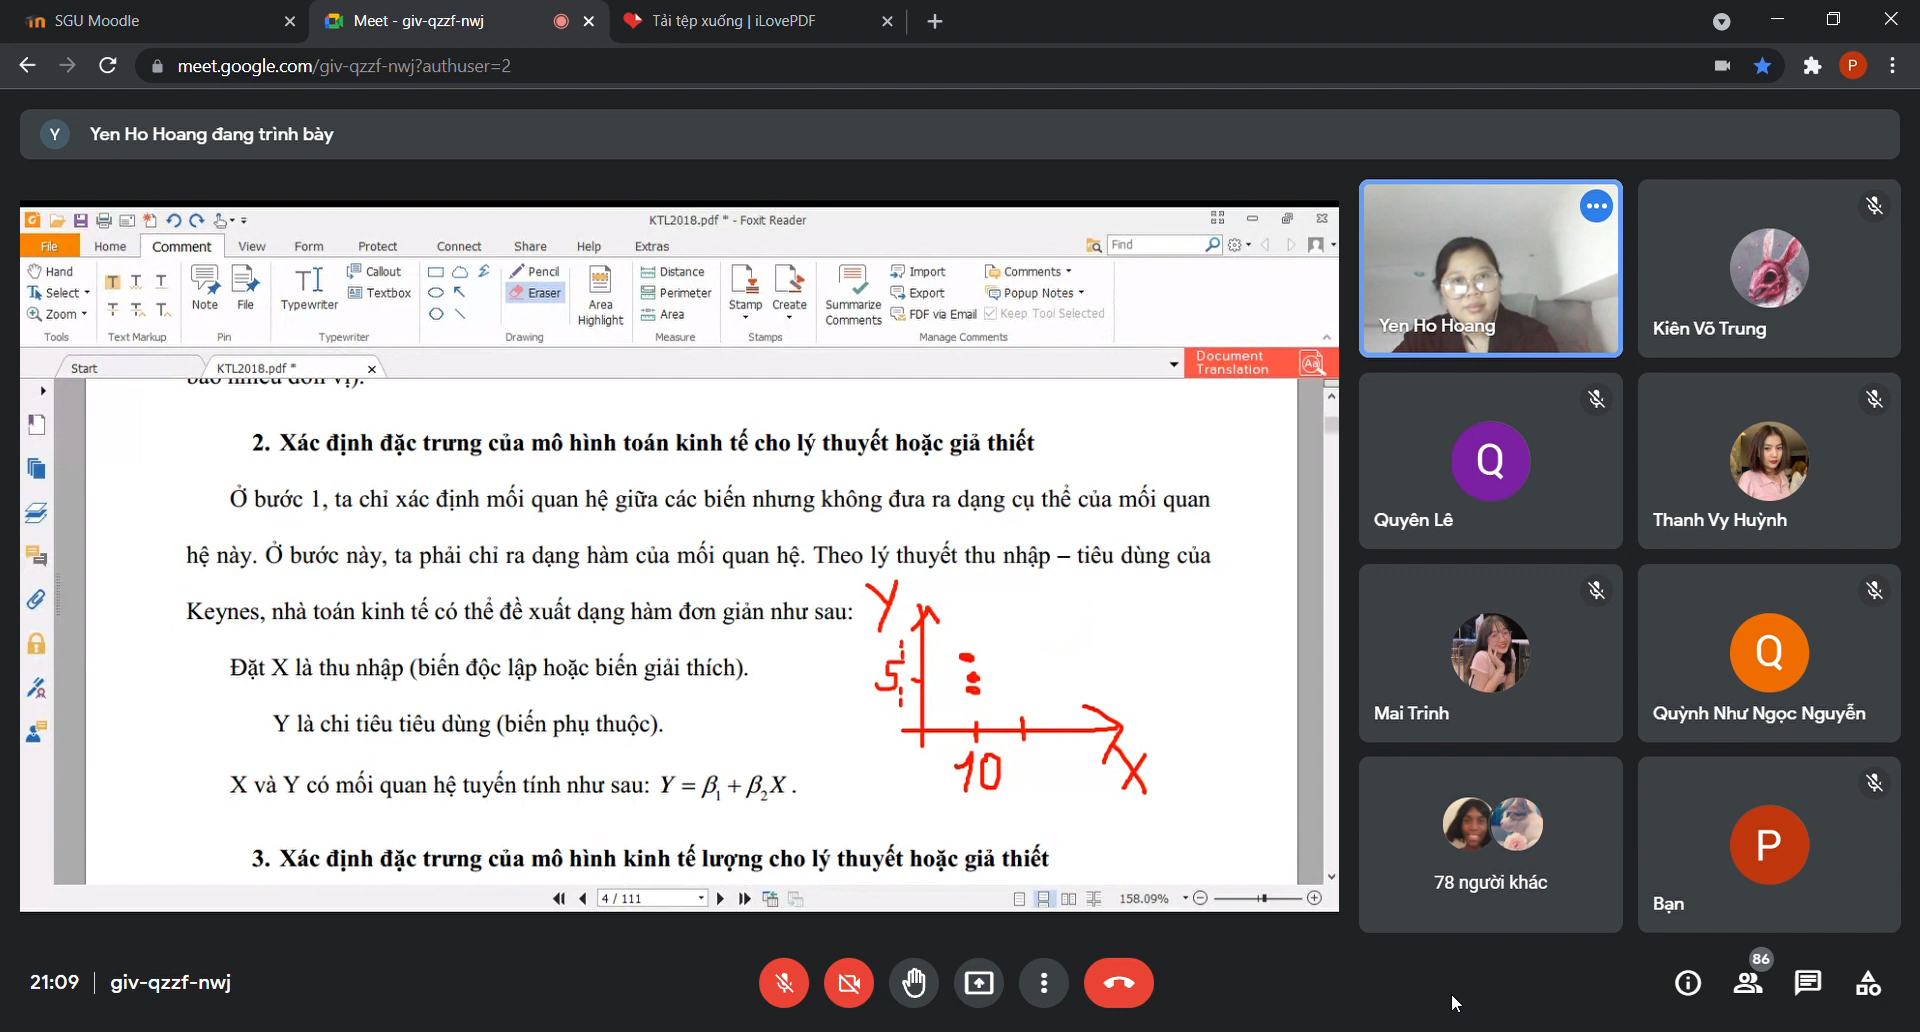 SGU Moodle
Meet - giv-qzzf-nwj
Tải tệp xuống | iLovePDF
meet.google.com/giv-qzzf-nwj?authuser=2
P
Y
Yen Ho Hoang đang trình bày
KTL2018.pdf * - Foxit Reader
File Home Comment View Form Protect Connect Share Help Extras
Find
Hand
Select
Zoom
Tools
Text Markup
Note
File
Pin
Typewriter
Callout
Textbox
Typewriter
Pencil
Eraser
Drawing
Area
Highlight
Distance
Perimeter
Area
Measure
Stamp
Create
Stamps
Summarize
Comments
Import
Export
FDF via Email
Comments
Popup Notes
Keep Tool Selected
Manage Comments
Start
KTL2018.pdf *
Document
Translation
bao nhiêu đơn vị).
2. Xác định đặc trưng của mô hình toán kinh tế cho lý thuyết hoặc giả thiết
Ở bước 1, ta chỉ xác định mối quan hệ giữa các biến nhưng không đưa ra dạng cụ thể của mối quan
hệ này. Ở bước này, ta phải chỉ ra dạng hàm của mối quan hệ. Theo lý thuyết thu nhập – tiêu dùng của
Keynes, nhà toán kinh tế có thể đề xuất dạng hàm đơn giản như sau:
Đặt X là thu nhập (biến độc lập hoặc biến giải thích).
Y là chi tiêu tiêu dùng (biến phụ thuộc).
X và Y có mối quan hệ tuyến tính như sau: Y = β₁ + β₂X .
3. Xác định đặc trưng của mô hình kinh tế lượng cho lý thuyết hoặc giả thiết
Y
5
10
X
4 / 111
158.09%
Yen Ho Hoang
Kiên Võ Trung
Q
Quyên Lê
Thanh Vy Huỳnh
Mai Trinh
Q
Quỳnh Như Ngọc Nguyễn
78 người khác
P
Bạn
21:09 | giv-qzzf-nwj
86